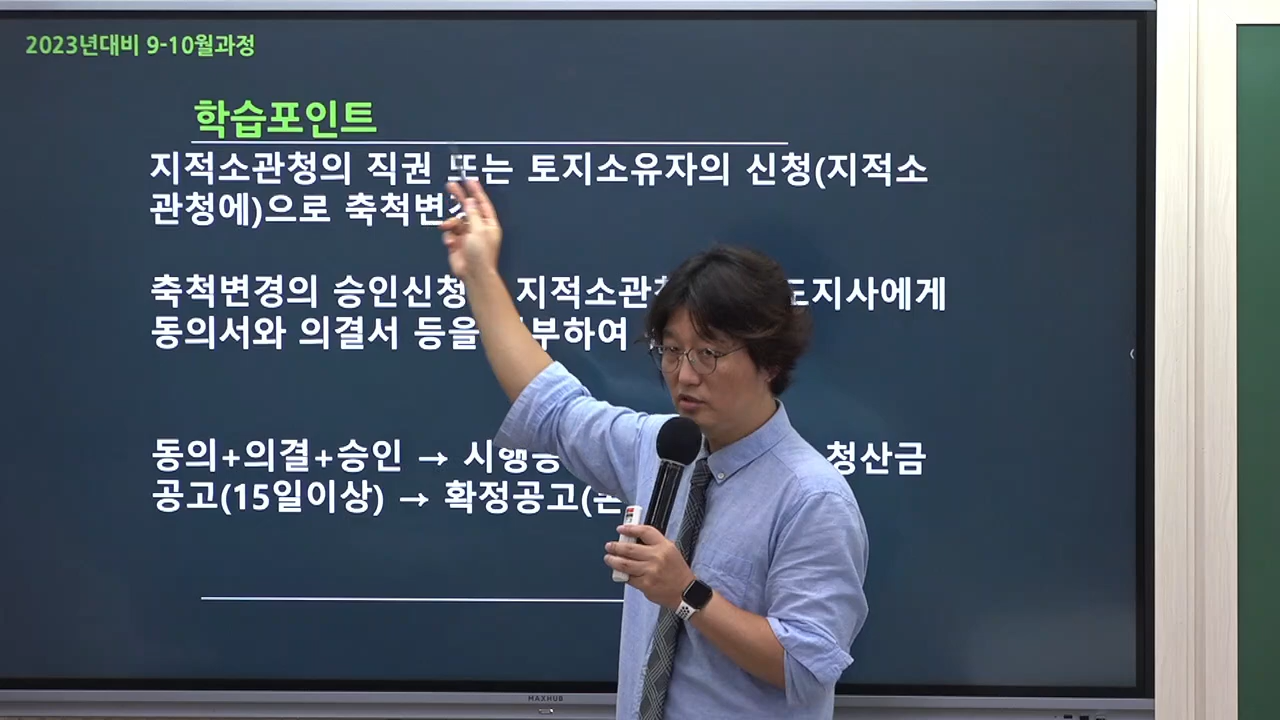 2023년대비 9-10월과정
학습포인트
지적소관청의 직권 또는 토지소유자의 신청(지적소
관청에)으로 축척변경
축척변경의 승인신청 지적소관청 도지사에게
동의서와 의결서 등을
동의+의결+승인 → 시행공 청산금
공고(15일이상) → 확정공고(
MAXHUB